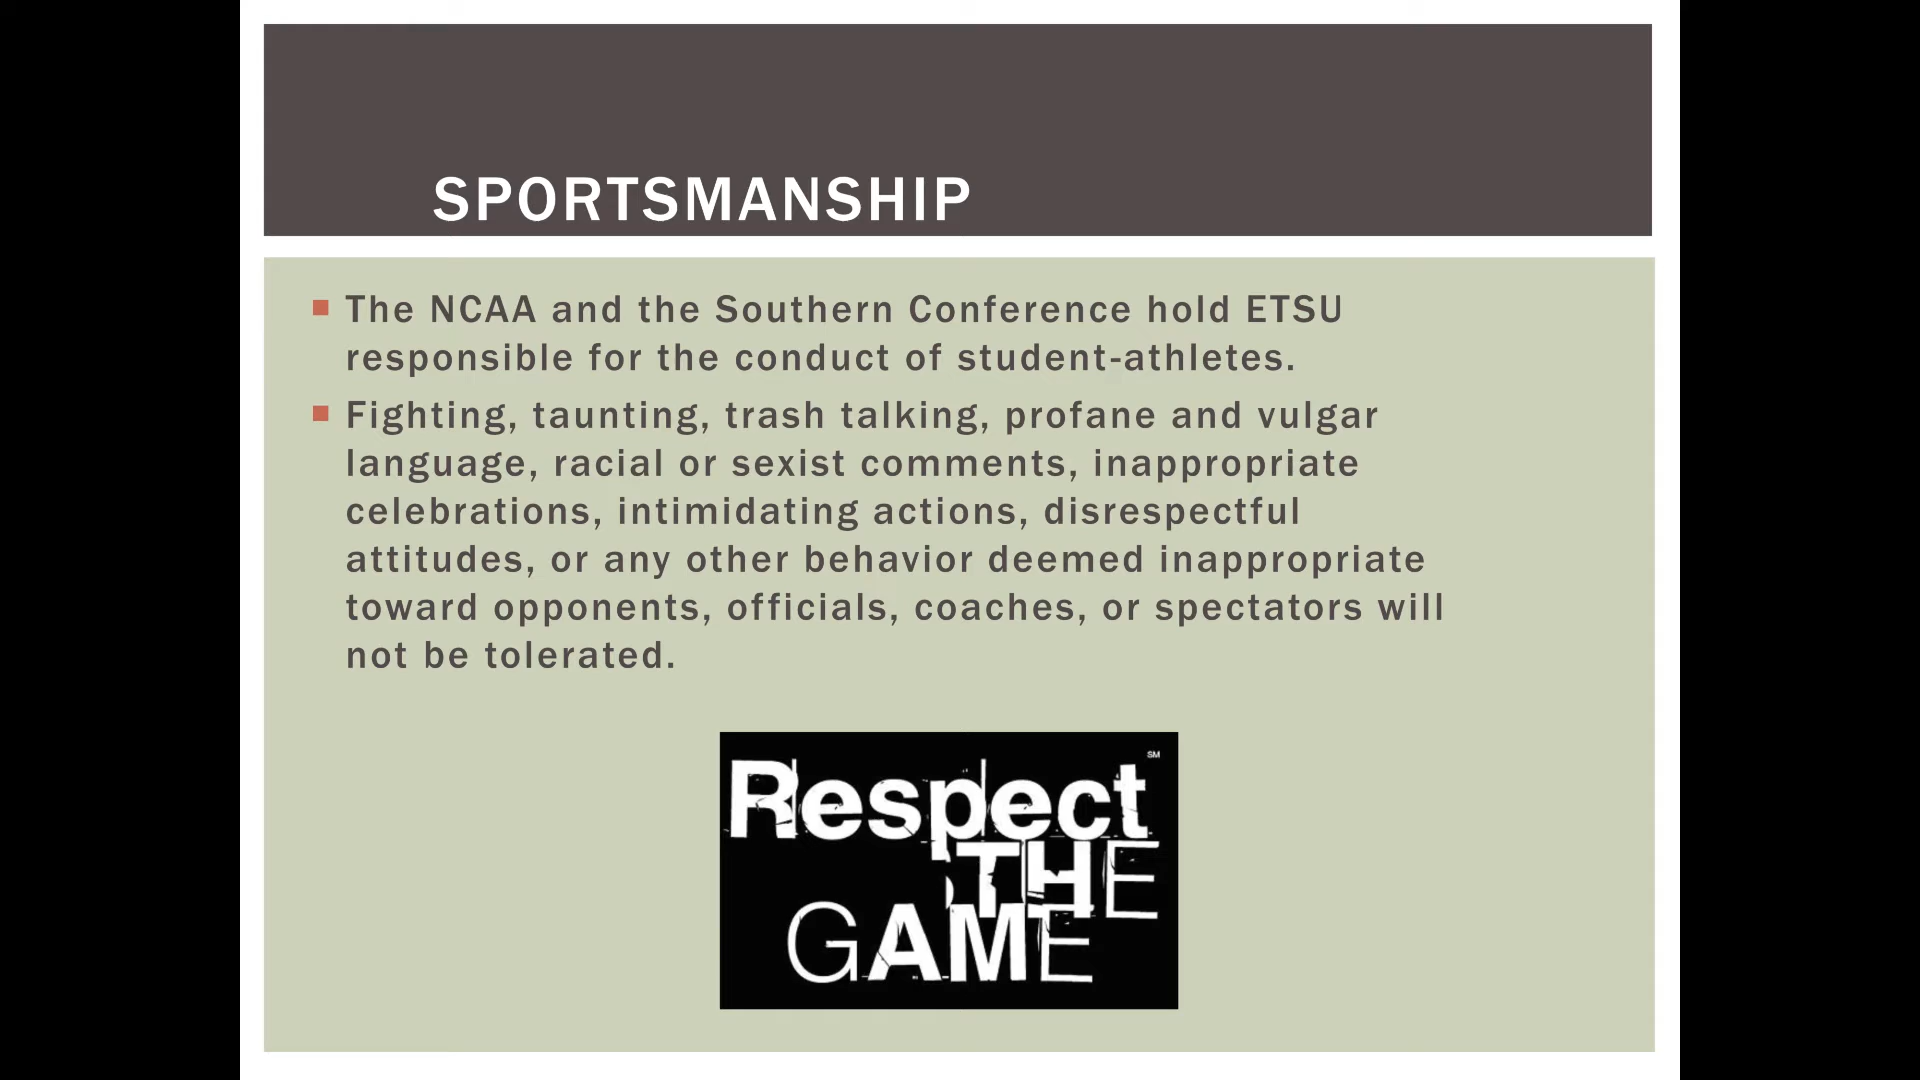 SPORTSMANSHIP
The NCAA and the Southern Conference hold ETSU
responsible for the conduct of student-athletes.
Fighting, taunting, trash talking, profane and vulgar
language, racial or sexist comments, inappropriate
celebrations, intimidating actions, disrespectful
attitudes, or any other behavior deemed inappropriate
toward opponents, officials, coaches, or spectators will
not be tolerated.
SM
Respect
THE
GAME